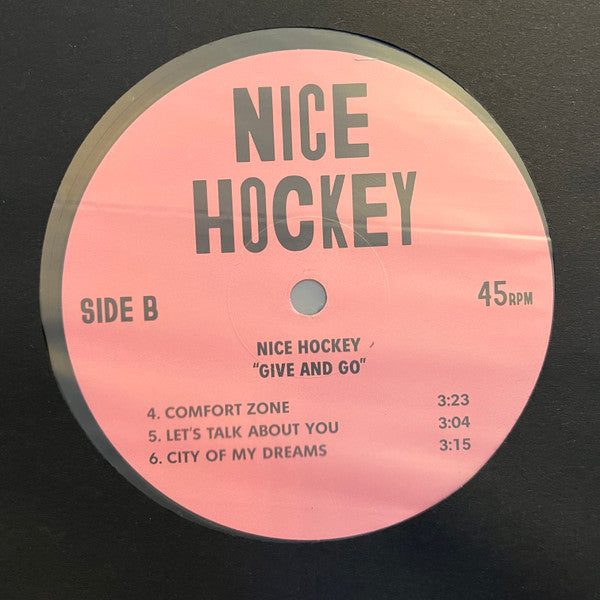 NICE
HOCKEY
SIDE B
45RPM
NICE HOCKEY
"GIVE AND GO"
4. COMFORT ZONE 3:23
5. LET'S TALK ABOUT YOU 3:04
6. CITY OF MY DREAMS 3:15